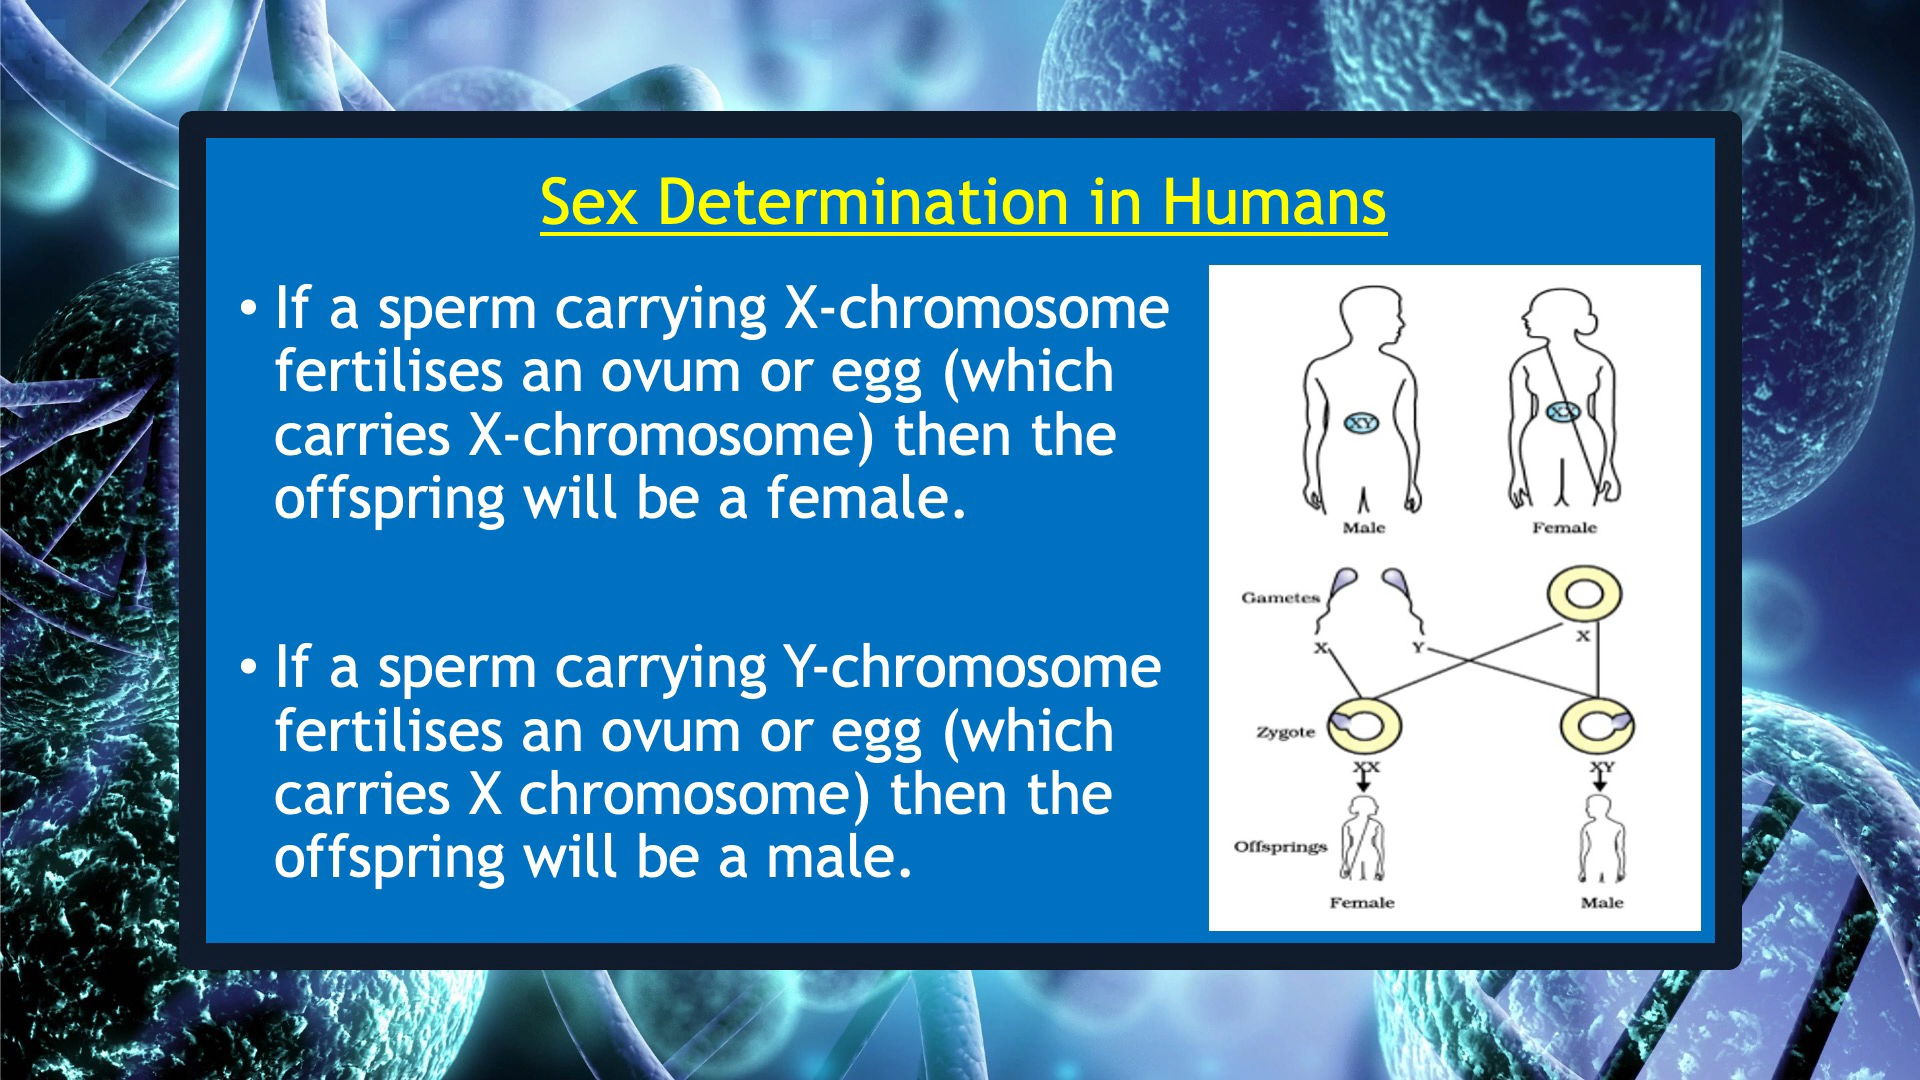 Sex Determination in Humans
• If a sperm carrying X-chromosome
fertilises an ovum or egg (which
carries X-chromosome) then the
offspring will be a female.
• If a sperm carrying Y-chromosome
fertilises an ovum or egg (which
carries X chromosome) then the
offspring will be a male.
XY XX
Male Female
Gametes
X Y X
Zygote
XX XY
Offsprings
Female Male